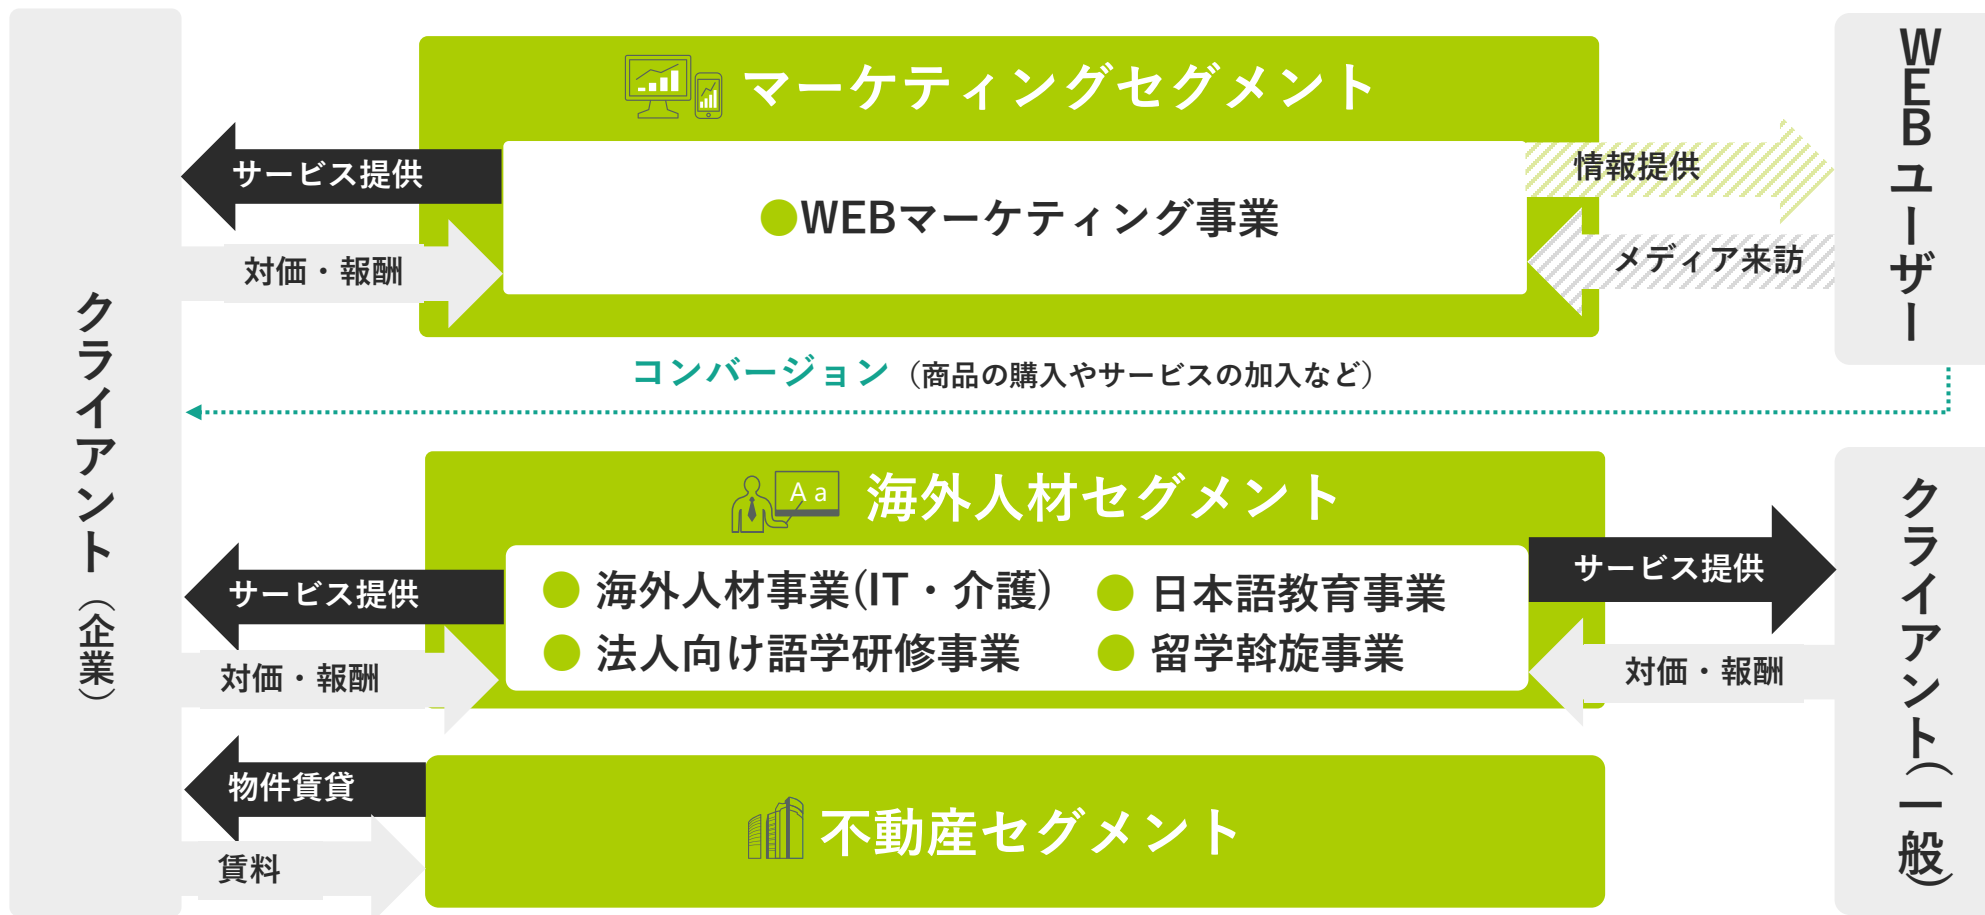 クライアント（企業）
マーケティングセグメント
サービス提供
対価・報酬
●WEBマーケティング事業
情報提供
メディア来訪
WEBユーザー
コンバージョン（商品の購入やサービスの加入など）
Aa
海外人材セグメント
サービス提供
対価・報酬
● 海外人材事業(IT・介護)
● 日本語教育事業
● 法人向け語学研修事業
● 留学斡旋事業
サービス提供
対価・報酬
クライアント（一般）
物件賃貸
賃料
不動産セグメント